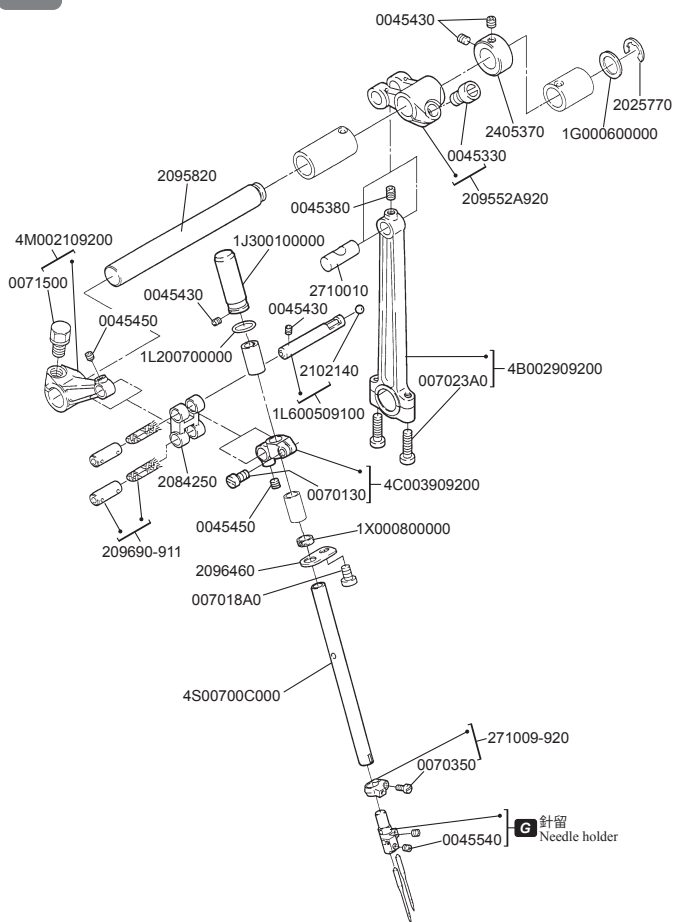 0045430
2025770
2405370
1G000600000
0045330
209552A920
2095820
0045380
4M002109200
1J300100000
0071500
2710010
0045430
0045430
0045450
1L200700000
2102140
4B002909200
007023A0
1L600509100
2084250
4C003909200
0070130
0045450
1X000800000
209690-911
2096460
007018A0
4S00700C000
271009-920
0070350
G 針留
Needle holder
0045540